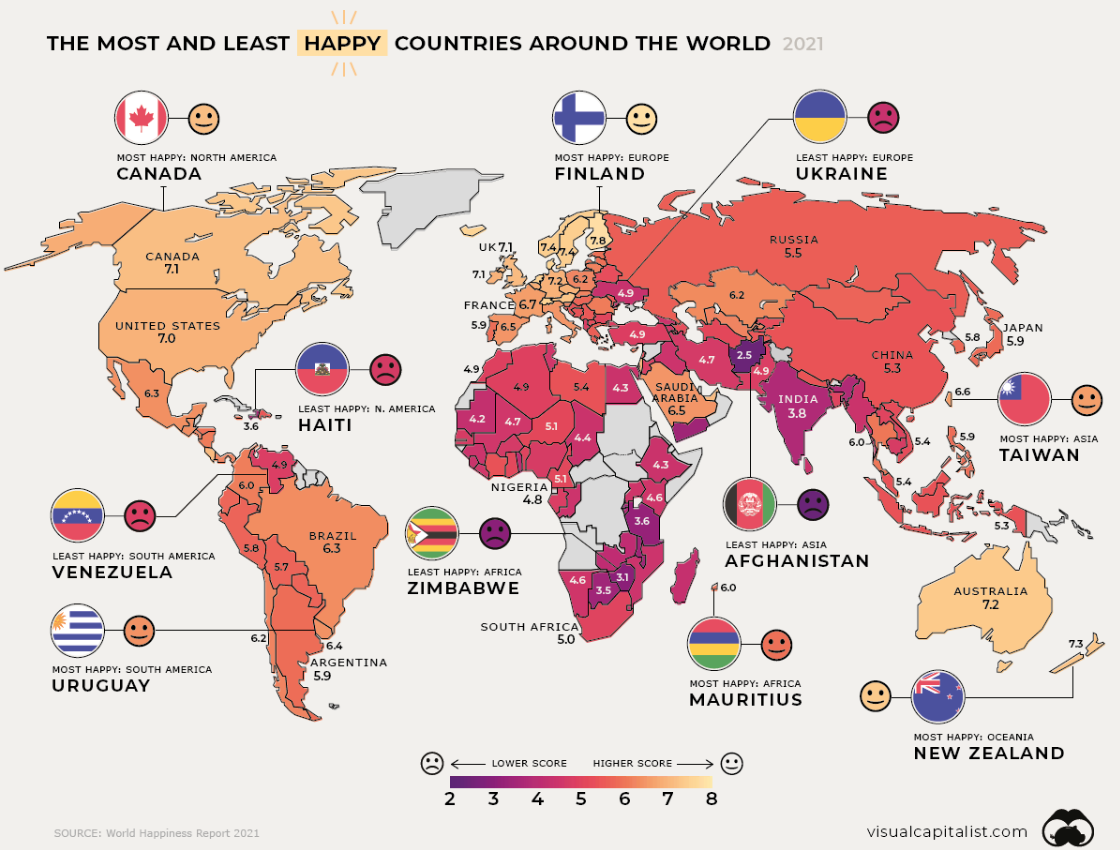 THE MOST AND LEAST HAPPY COUNTRIES AROUND THE WORLD 2021
MOST HAPPY: NORTH AMERICA
CANADA
MOST HAPPY: EUROPE
FINLAND
LEAST HAPPY: EUROPE
UKRAINE
CANADA
7.1
UNITED STATES
7.0
6.3
UK 7.1
7.1
7.4
7.4
7.8
7.2
6.2
FRANCE 6.7
5.9
6.5
4.9
4.9
RUSSIA
5.5
6.2
CHINA
5.3
5.8
JAPAN
5.9
4.7
2.5
4.9
INDIA
3.8
SAUDI
ARABIA
6.5
LEAST HAPPY: N. AMERICA
HAITI
3.6
4.9
4.9
5.4
4.3
4.2
4.7
5.1
4.4
4.3
5.1
4.6
NIGERIA
4.8
3.6
3.1
4.6
3.5
SOUTH AFRICA
5.0
6.6
MOST HAPPY: ASIA
TAIWAN
6.0
5.4
5.9
5.4
5.3
4.9
6.0
LEAST HAPPY: SOUTH AMERICA
VENEZUELA
BRAZIL
6.3
5.8
5.7
LEAST HAPPY: AFRICA
ZIMBABWE
LEAST HAPPY: ASIA
AFGHANISTAN
6.0
MOST HAPPY: AFRICA
MAURITIUS
AUSTRALIA
7.2
7.3
MOST HAPPY: SOUTH AMERICA
URUGUAY
6.2
6.4
ARGENTINA
5.9
MOST HAPPY: OCEANIA
NEW ZEALAND
LOWER SCORE
HIGHER SCORE
2 3 4 5 6 7 8
SOURCE: World Happiness Report 2021
visualcapitalist.com